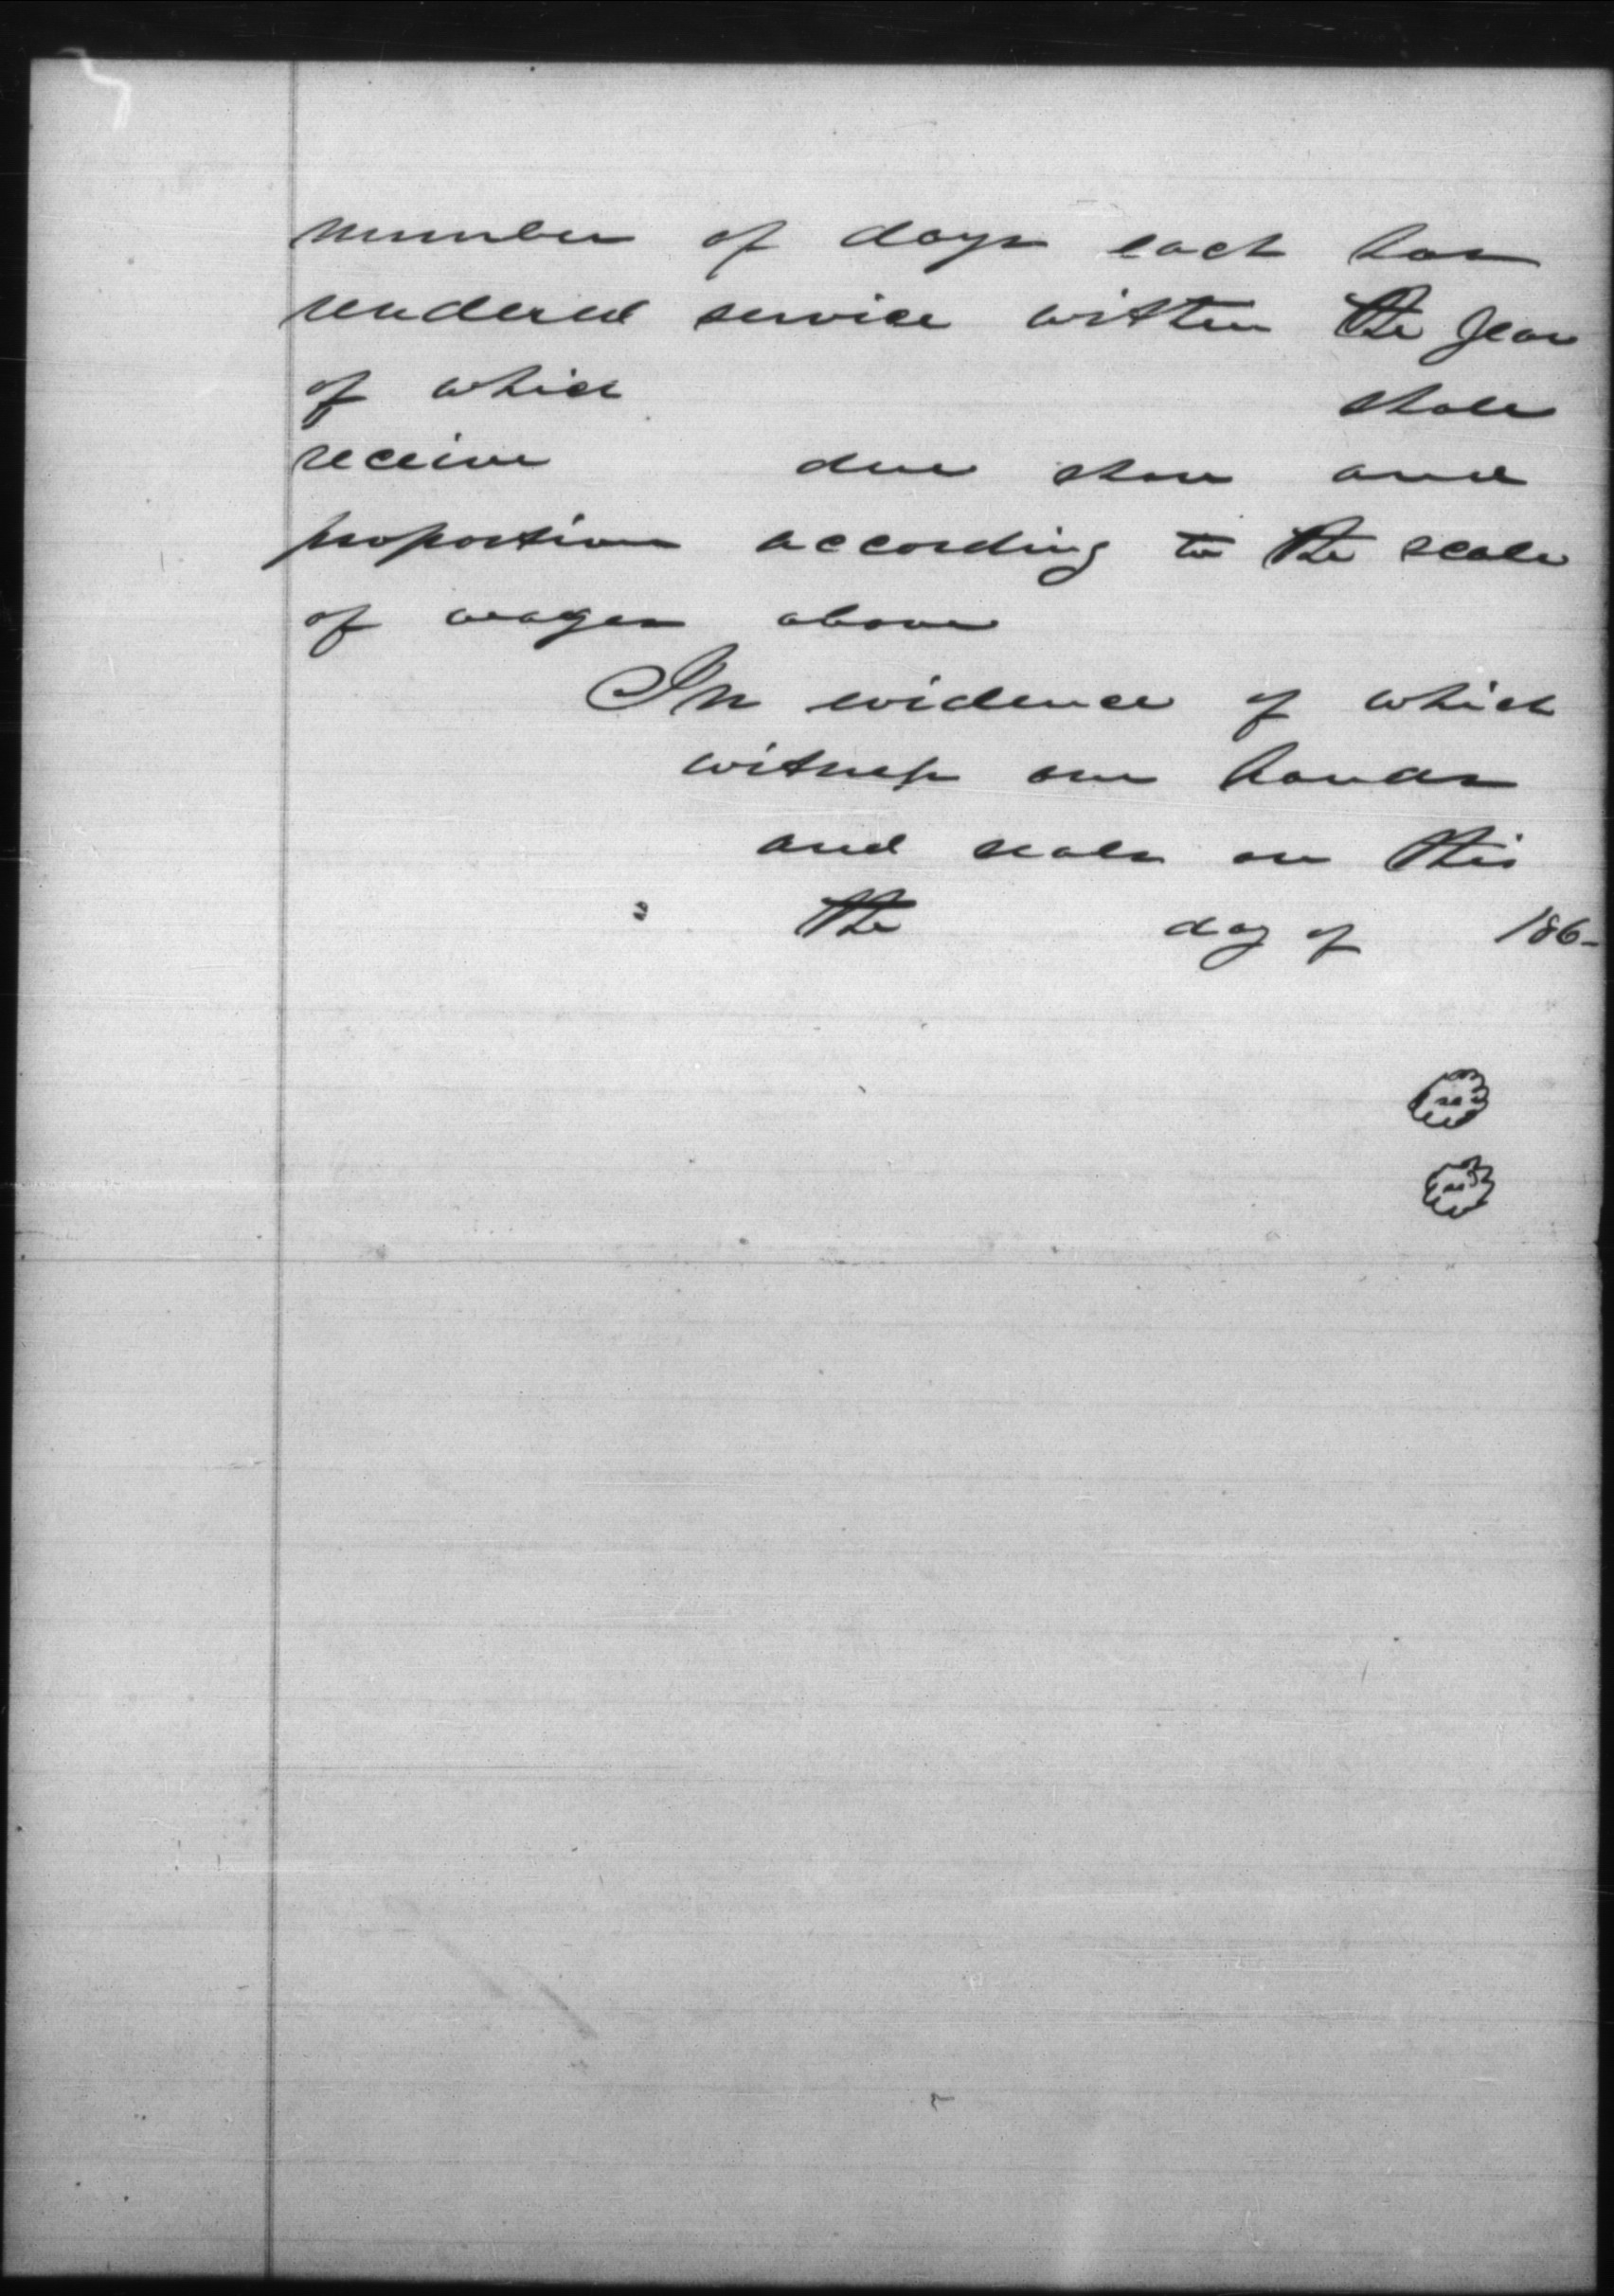 number of days each has
rendered service within the year
of which shall
receive due share and
proportion according to the scale
of wages above
In evidence of which
witness our hands
and seals on this
the day of 186-